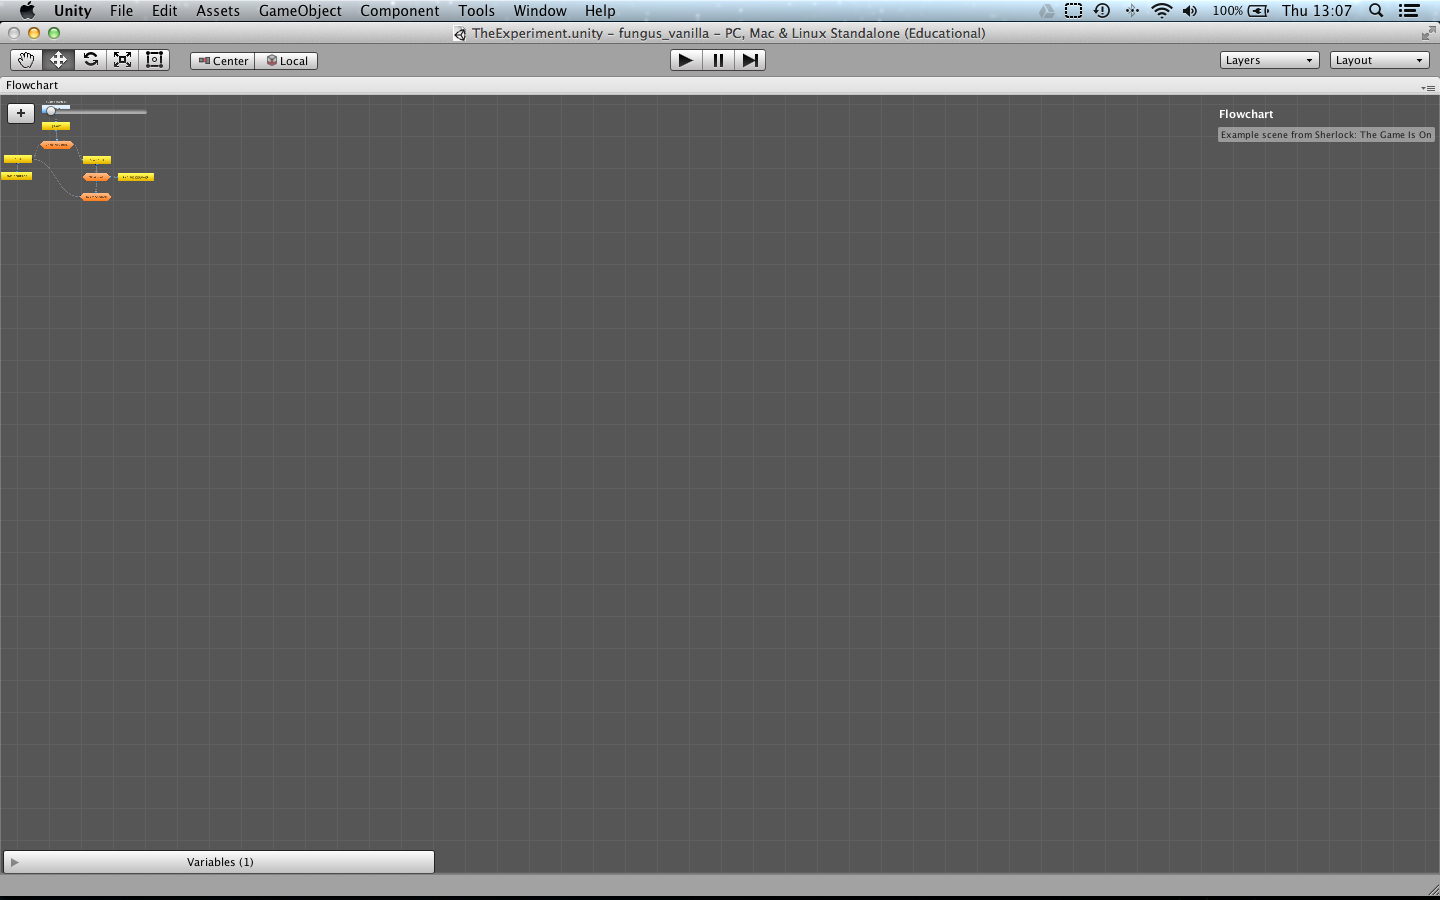 Unity File Edit Assets GameObject Component Tools Window Help 100% Thu 13:07
TheExperiment.unity - fungus_vanilla - PC, Mac & Linux Standalone (Educational)
Center Local Layers Layout
Flowchart
+
Flowchart
Example scene from Sherlock: The Game Is On
Variables (1)